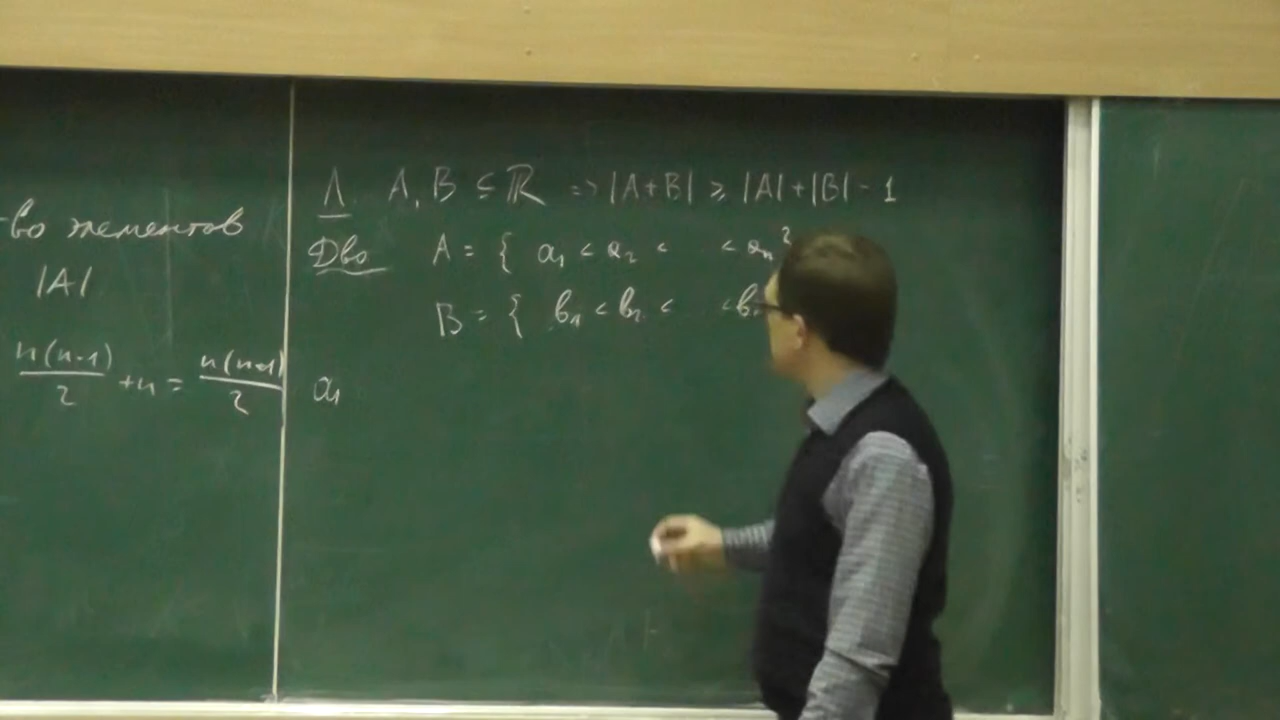 -во элементов
|A|
n(n-1)/2 + n = n(n+1)/2
Л A, B ⊆ ℝ => |A+B| ≥ |A|+|B| - 1
Д-во A = { a₁ < a₂ < < aₙ }
B = { b₁ < b₂ < < b
a₁